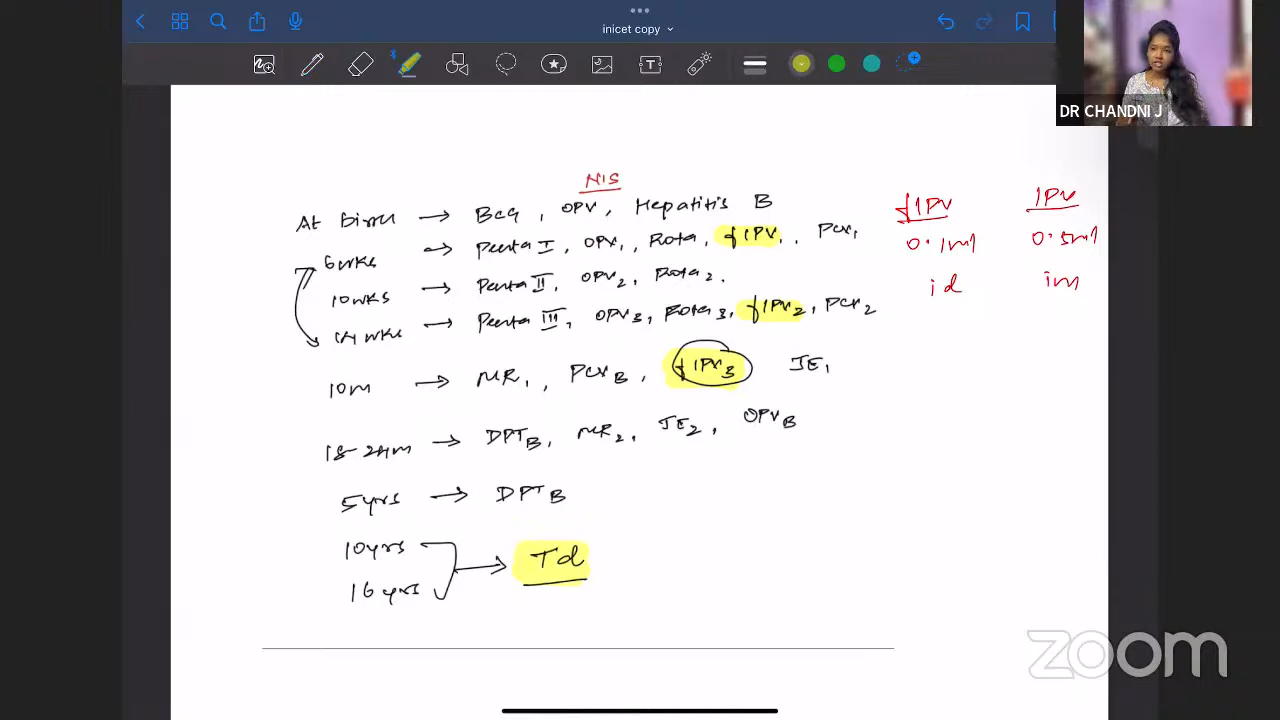 inicet copy
DR CHANDNI J
NIS
At Birth → BCG, OPV, Hepatitis B
6wks → Penta I, OPV1, Rota, fIPV1, PCV1
10wks → Penta II, OPV2, Rota2.
14wks → Penta III, OPV3, Rota3, fIPV2, PCV2
10m → MR1, PCVB, fIPV3 JE1
18-24m → DPTB, MR2, JE2, OPVB
5yrs → DPTB
10yrs
16yrs → Td
fIPV IPV
0.1ml 0.5ml
id im
zoom